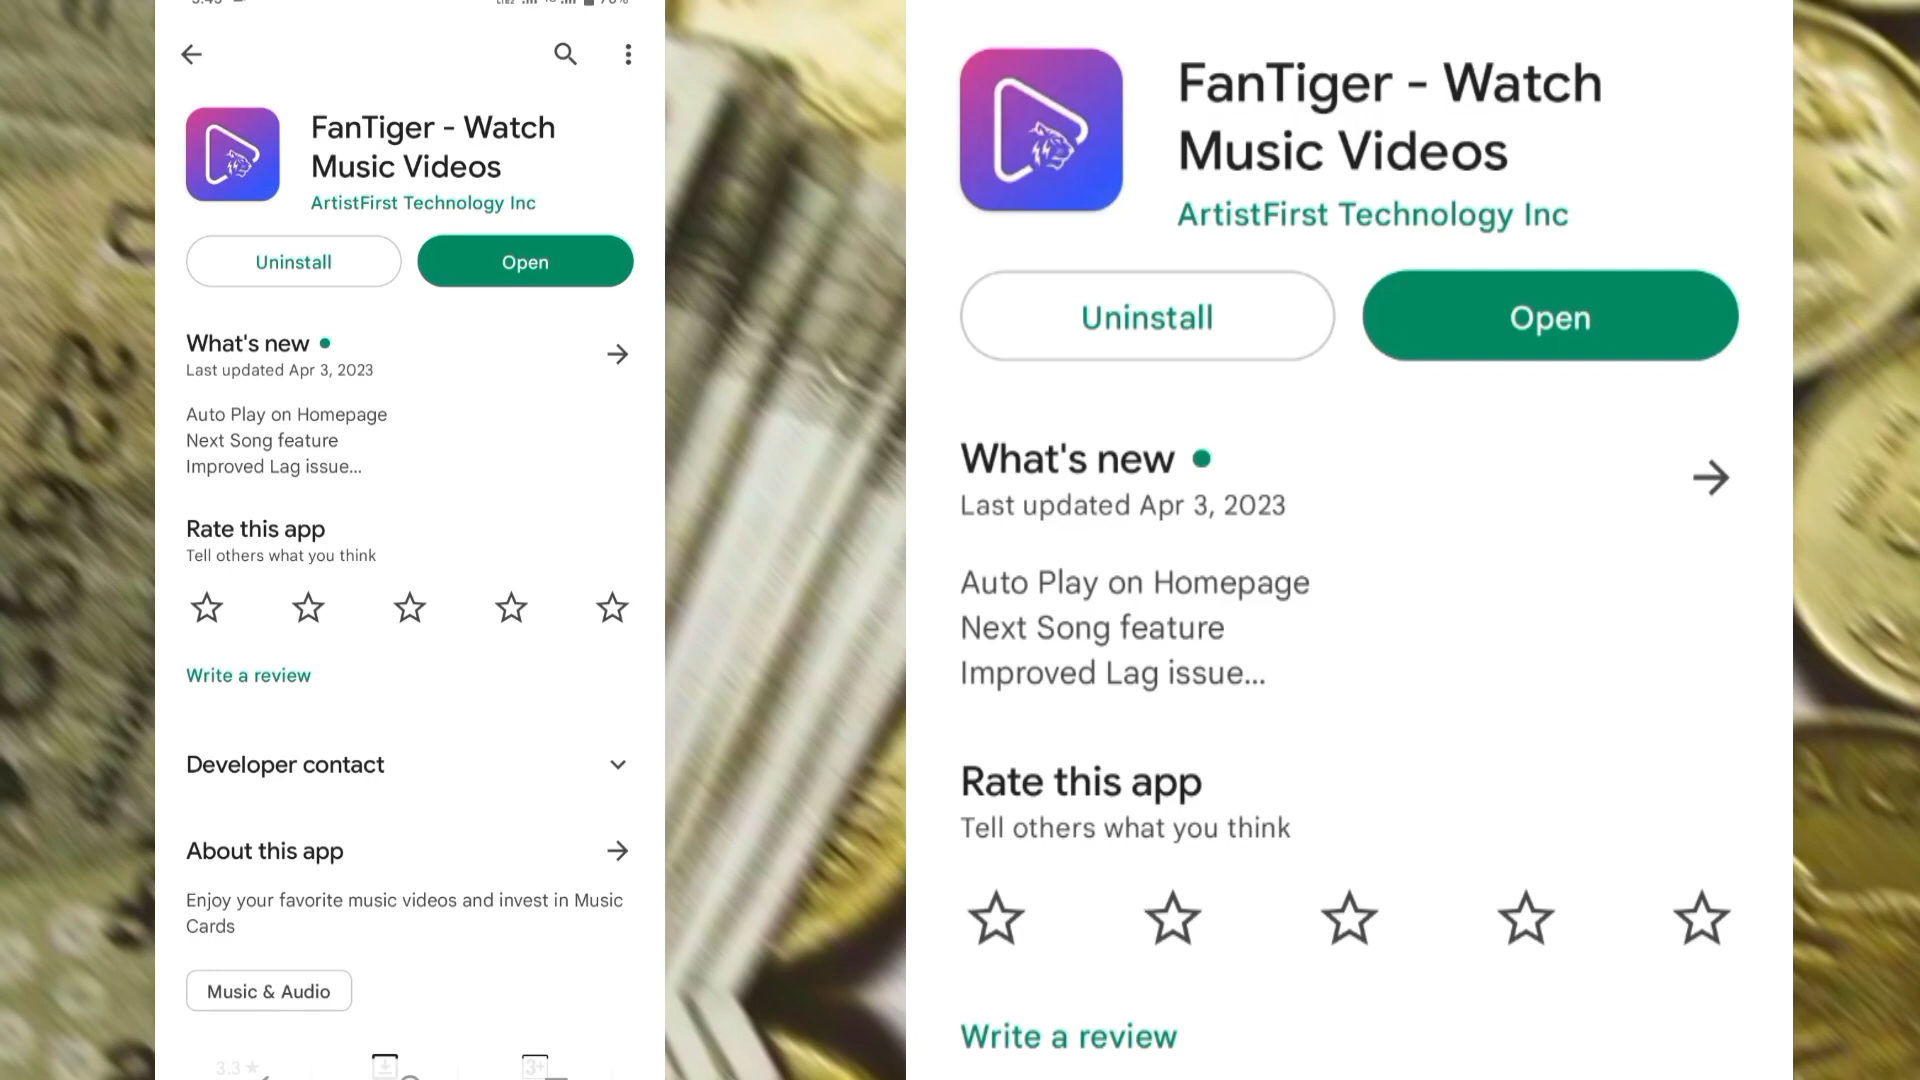 FanTiger - Watch
Music Videos
ArtistFirst Technology Inc
Uninstall
Open
What's new
Last updated Apr 3, 2023
Auto Play on Homepage
Next Song feature
Improved Lag issue...
Rate this app
Tell others what you think
Write a review
Developer contact
About this app
Enjoy your favorite music videos and invest in Music
Cards
Music & Audio
3.3★
3+
FanTiger - Watch
Music Videos
ArtistFirst Technology Inc
Uninstall
Open
What's new
Last updated Apr 3, 2023
Auto Play on Homepage
Next Song feature
Improved Lag issue...
Rate this app
Tell others what you think
Write a review